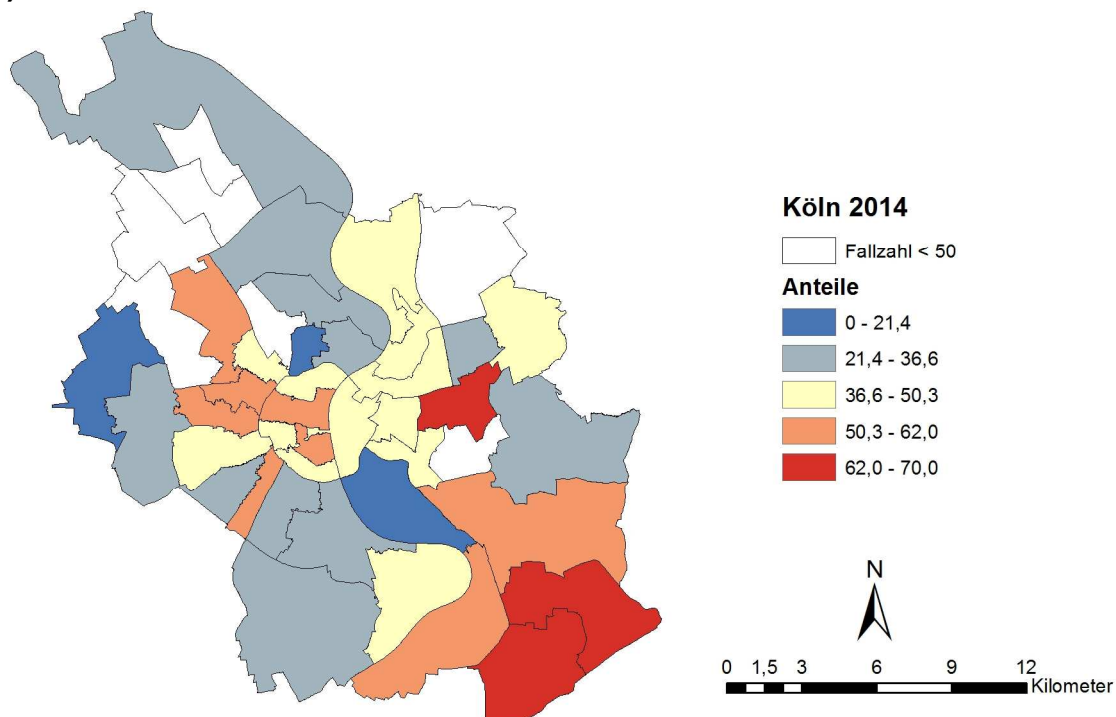 Köln 2014
Fallzahl < 50
Anteile
0 - 21,4
21,4 - 36,6
36,6 - 50,3
50,3 - 62,0
62,0 - 70,0
N
0 1,5 3 6 9 12
Kilometer